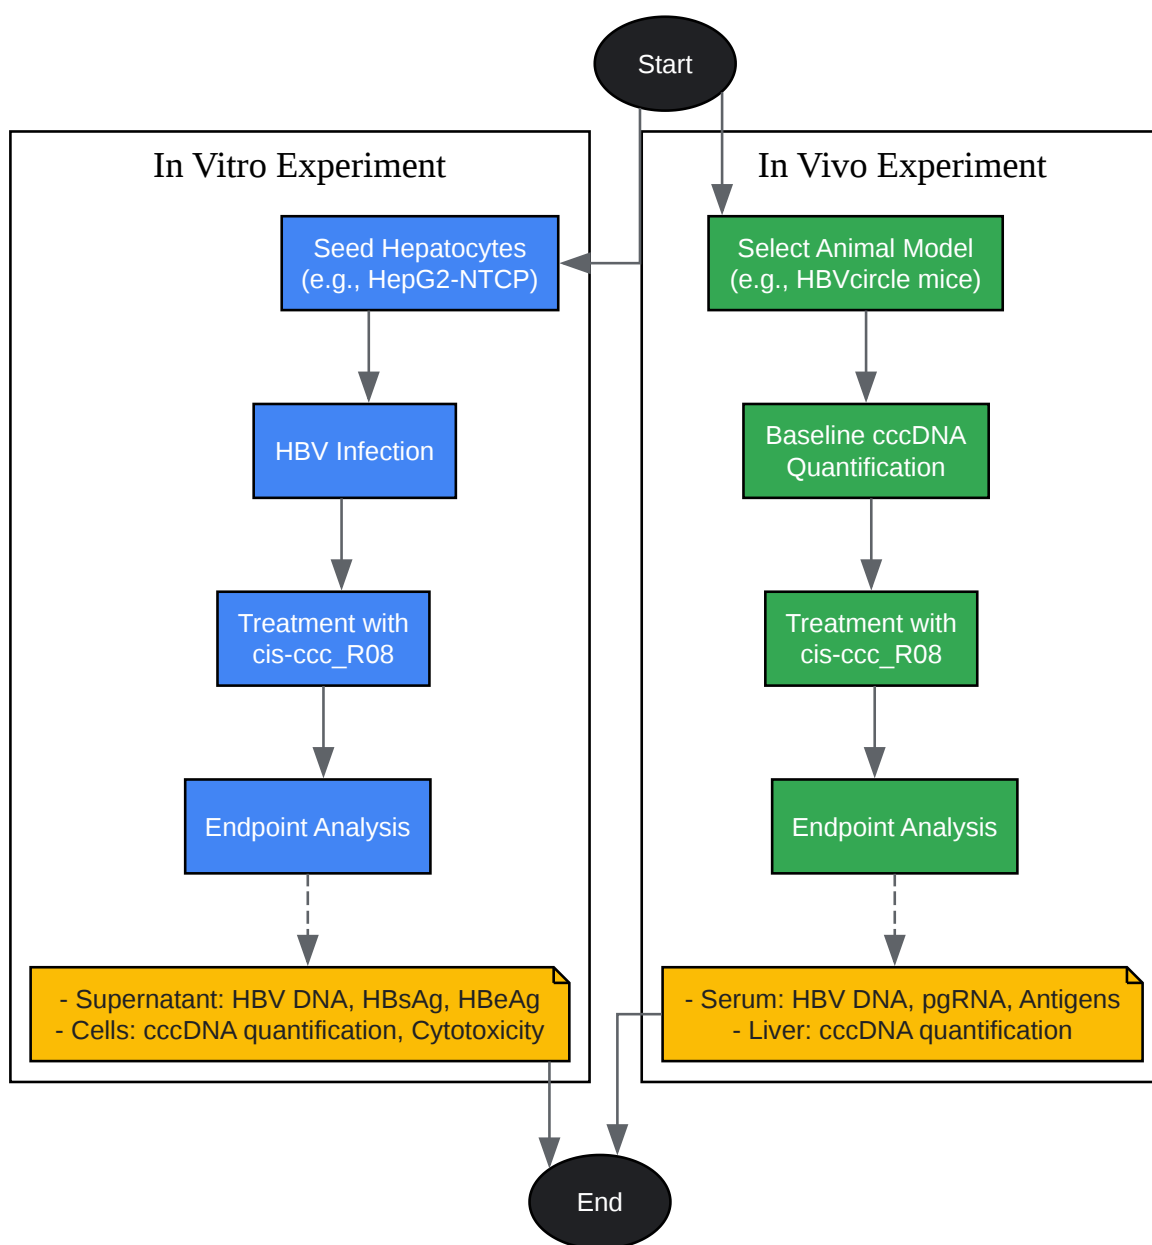 Start
In Vitro Experiment
Seed Hepatocytes
(e.g., HepG2-NTCP)
HBV Infection
Treatment with
cis-ccc_R08
Endpoint Analysis
- Supernatant: HBV DNA, HBsAg, HBeAg
- Cells: cccDNA quantification, Cytotoxicity
In Vivo Experiment
Select Animal Model
(e.g., HBVcircle mice)
Baseline cccDNA
Quantification
Treatment with
cis-ccc_R08
Endpoint Analysis
- Serum: HBV DNA, pgRNA, Antigens
- Liver: cccDNA quantification
End